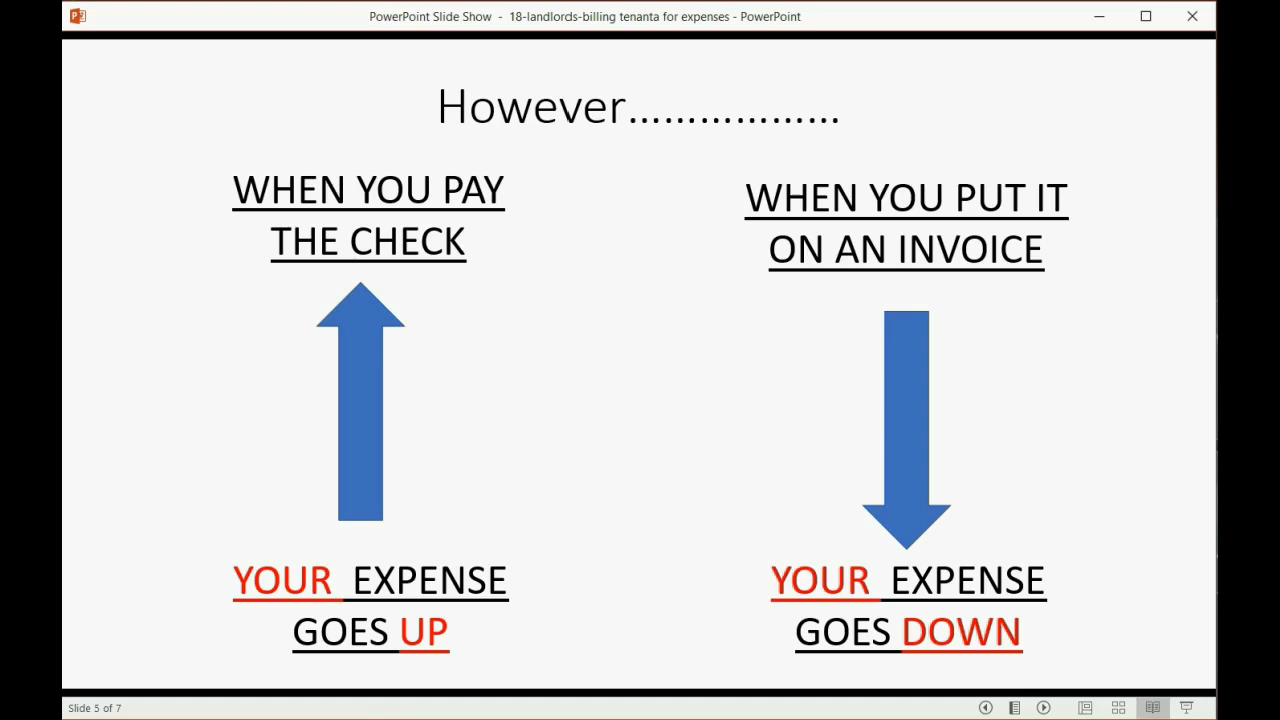 PowerPoint Slide Show - 18-landlords-billing tenanta for expenses - PowerPoint
However………………
WHEN YOU PAY
THE CHECK
WHEN YOU PUT IT
ON AN INVOICE
YOUR EXPENSE
GOES UP
YOUR EXPENSE
GOES DOWN
Slide 5 of 7